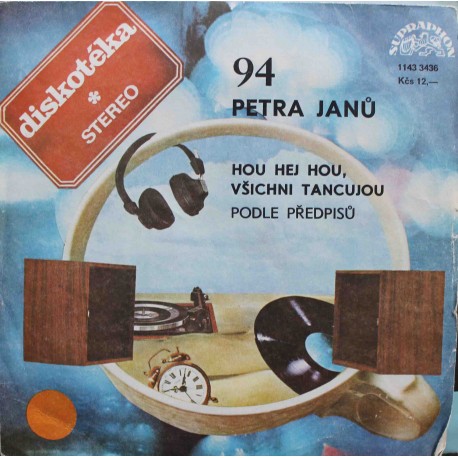 diskotéka
*
STEREO
SUPRAPHON
1143 3436
Kčs 12,—
94
PETRA JANŮ
HOU HEJ HOU,
VŠICHNI TANCUJOU
PODLE PŘEDPISŮ